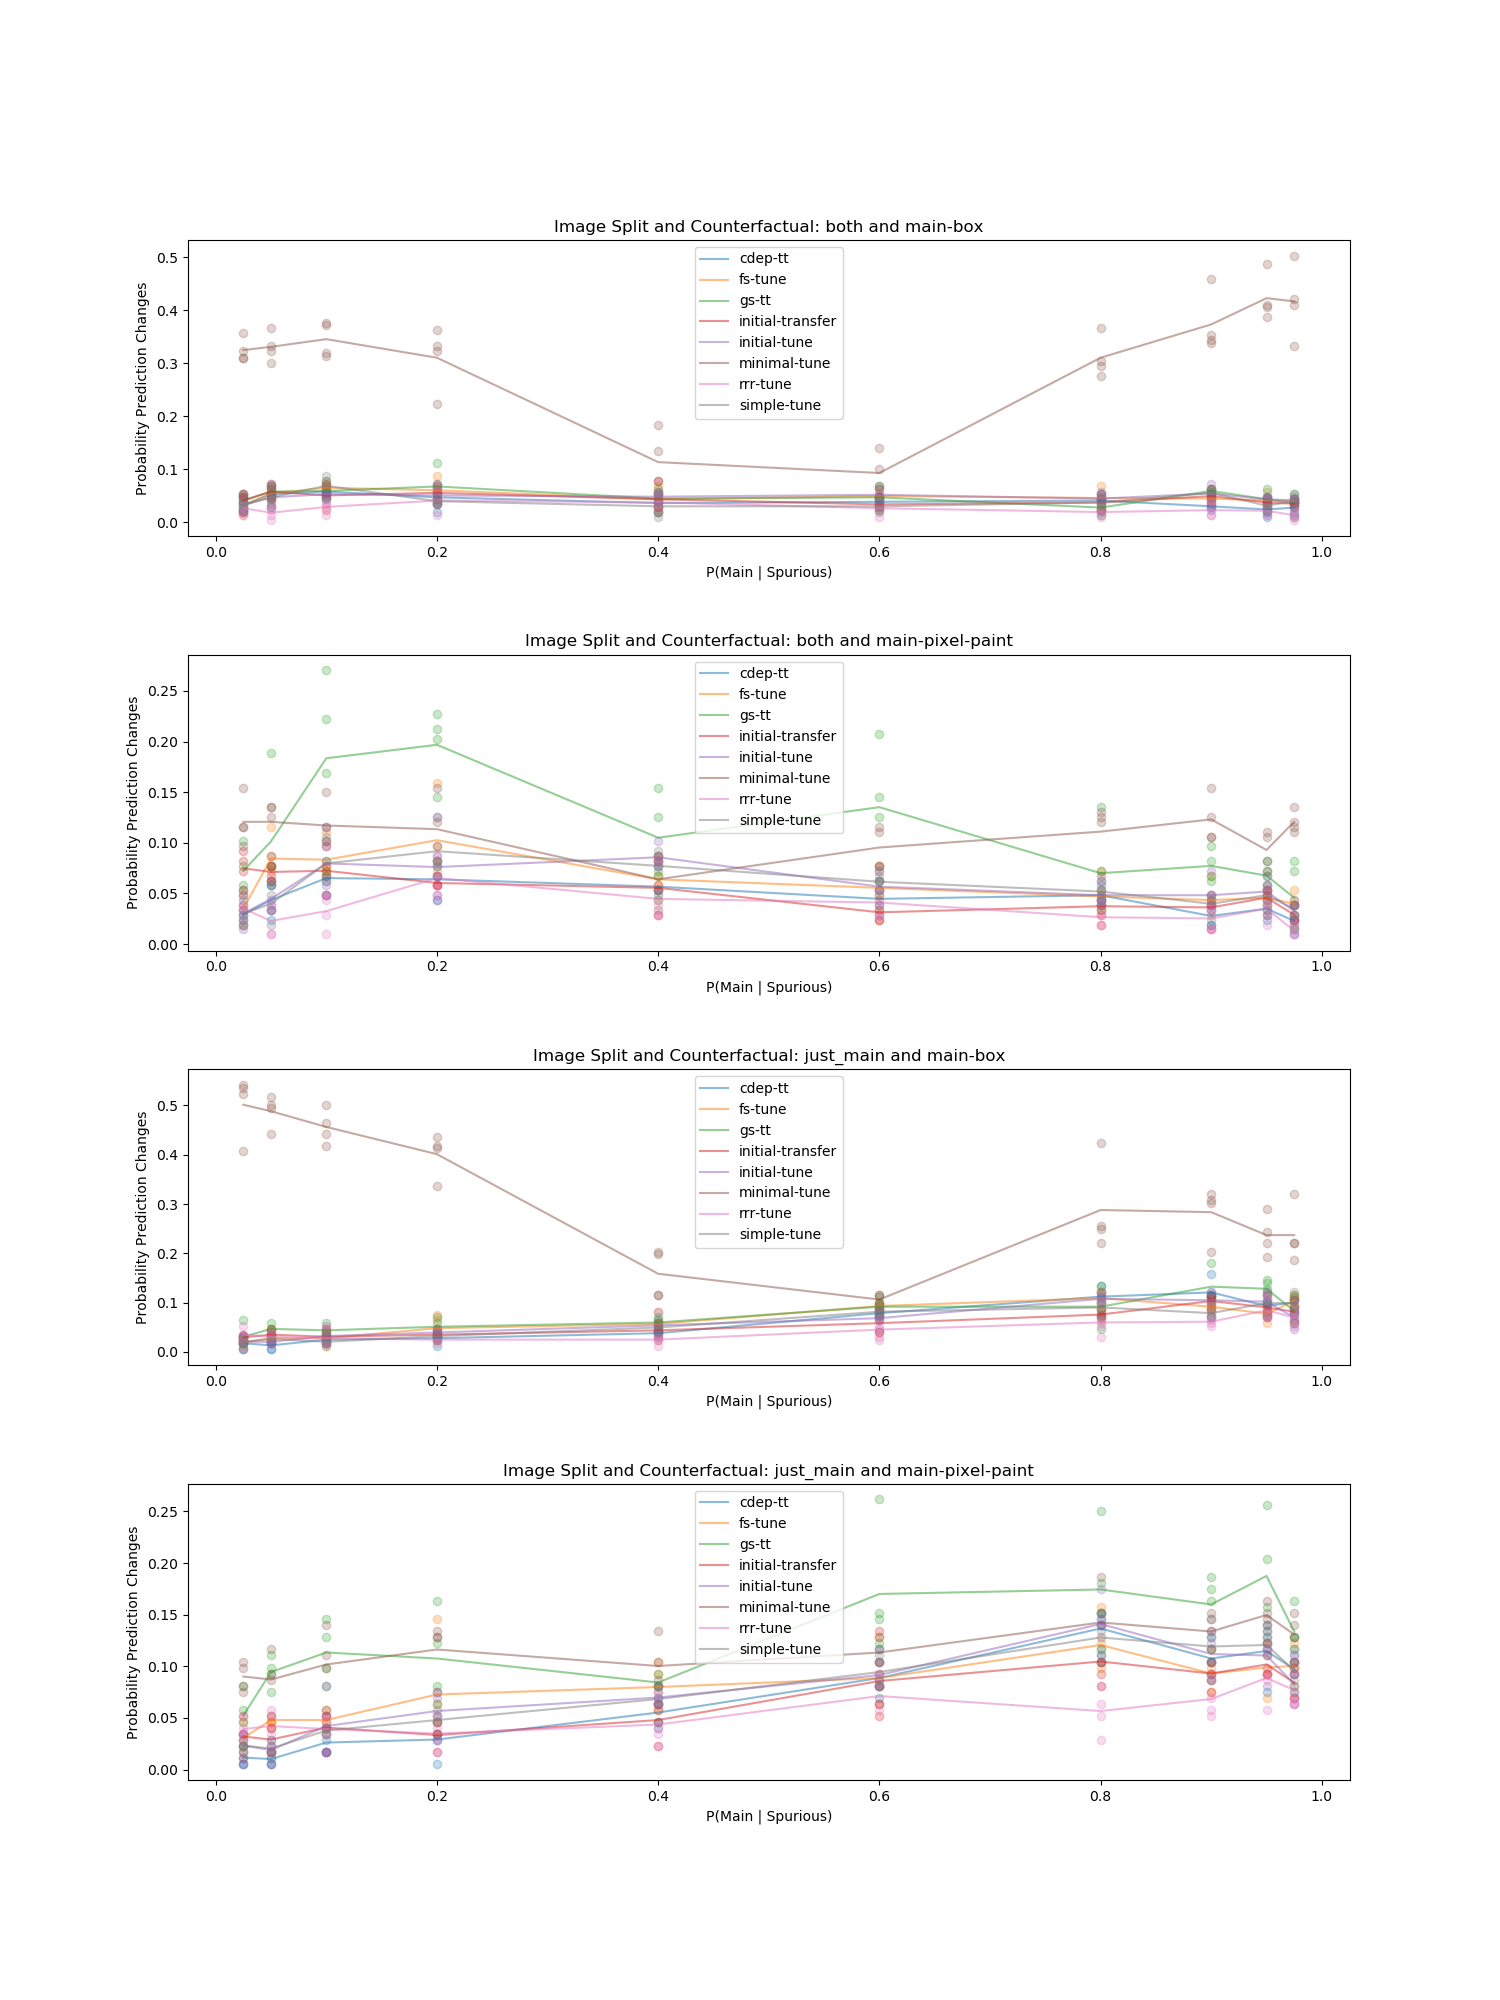 Image Split and Counterfactual: both and main-box
Probability Prediction Changes
0.5
0.4
0.3
0.2
0.1
0.0
cdep-tt
fs-tune
gs-tt
initial-transfer
initial-tune
minimal-tune
rrr-tune
simple-tune
0.0 0.2 0.4 0.6 0.8 1.0
P(Main | Spurious)
Image Split and Counterfactual: both and main-pixel-paint
Probability Prediction Changes
0.25
0.20
0.15
0.10
0.05
0.00
cdep-tt
fs-tune
gs-tt
initial-transfer
initial-tune
minimal-tune
rrr-tune
simple-tune
0.0 0.2 0.4 0.6 0.8 1.0
P(Main | Spurious)
Image Split and Counterfactual: just_main and main-box
Probability Prediction Changes
0.5
0.4
0.3
0.2
0.1
0.0
cdep-tt
fs-tune
gs-tt
initial-transfer
initial-tune
minimal-tune
rrr-tune
simple-tune
0.0 0.2 0.4 0.6 0.8 1.0
P(Main | Spurious)
Image Split and Counterfactual: just_main and main-pixel-paint
Probability Prediction Changes
0.25
0.20
0.15
0.10
0.05
0.00
cdep-tt
fs-tune
gs-tt
initial-transfer
initial-tune
minimal-tune
rrr-tune
simple-tune
0.0 0.2 0.4 0.6 0.8 1.0
P(Main | Spurious)